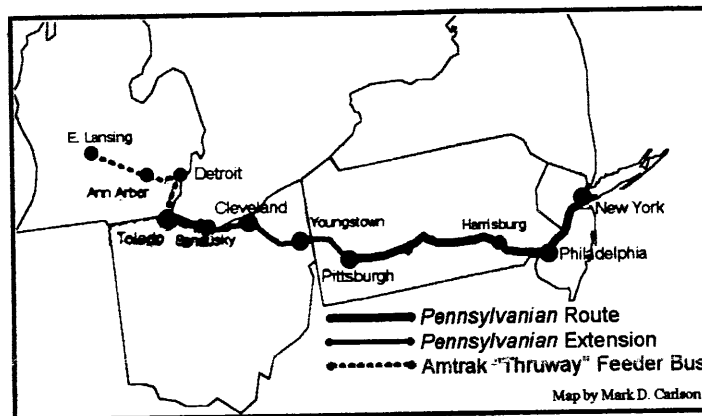 E. Lansing
Ann Arbor
Detroit
Toledo
Sandusky
Cleveland
Youngstown
Pittsburgh
Harrisburg
Philadelphia
New York
Pennsylvanian Route
Pennsylvanian Extension
Amtrak "Thruway" Feeder Bus
Map by Mark D. Carlson